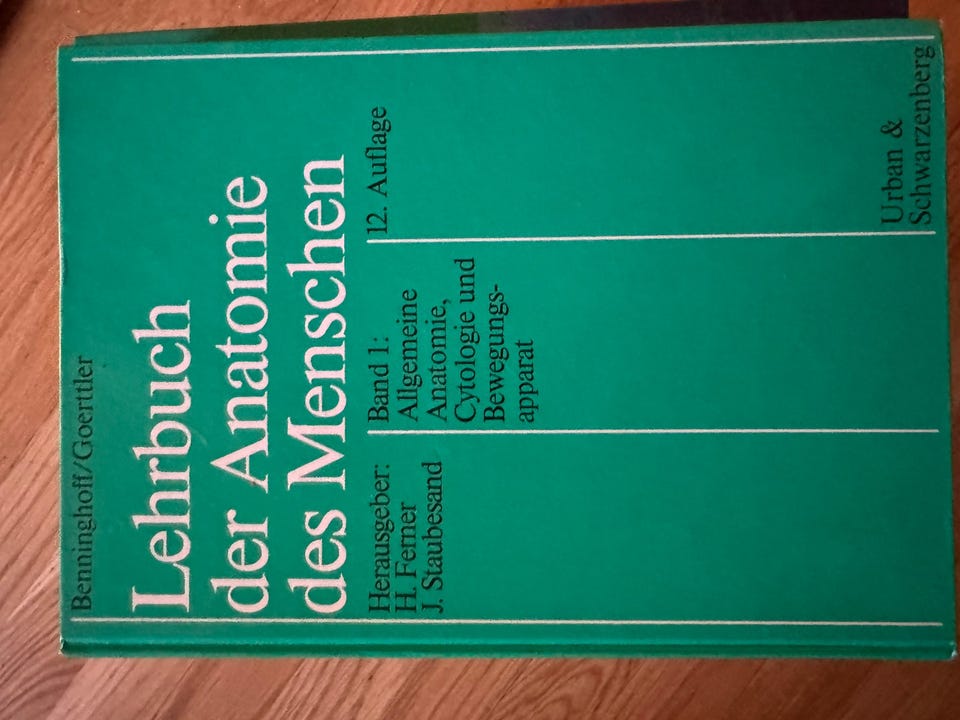 Benninghoff/Goerttler
Lehrbuch
der Anatomie
des Menschen
Herausgeber:
H. Ferner
J. Staubesand
Band 1:
Allgemeine
Anatomie,
Cytologie und
Bewegungs-
apparat
12. Auflage
Urban &
Schwarzenberg